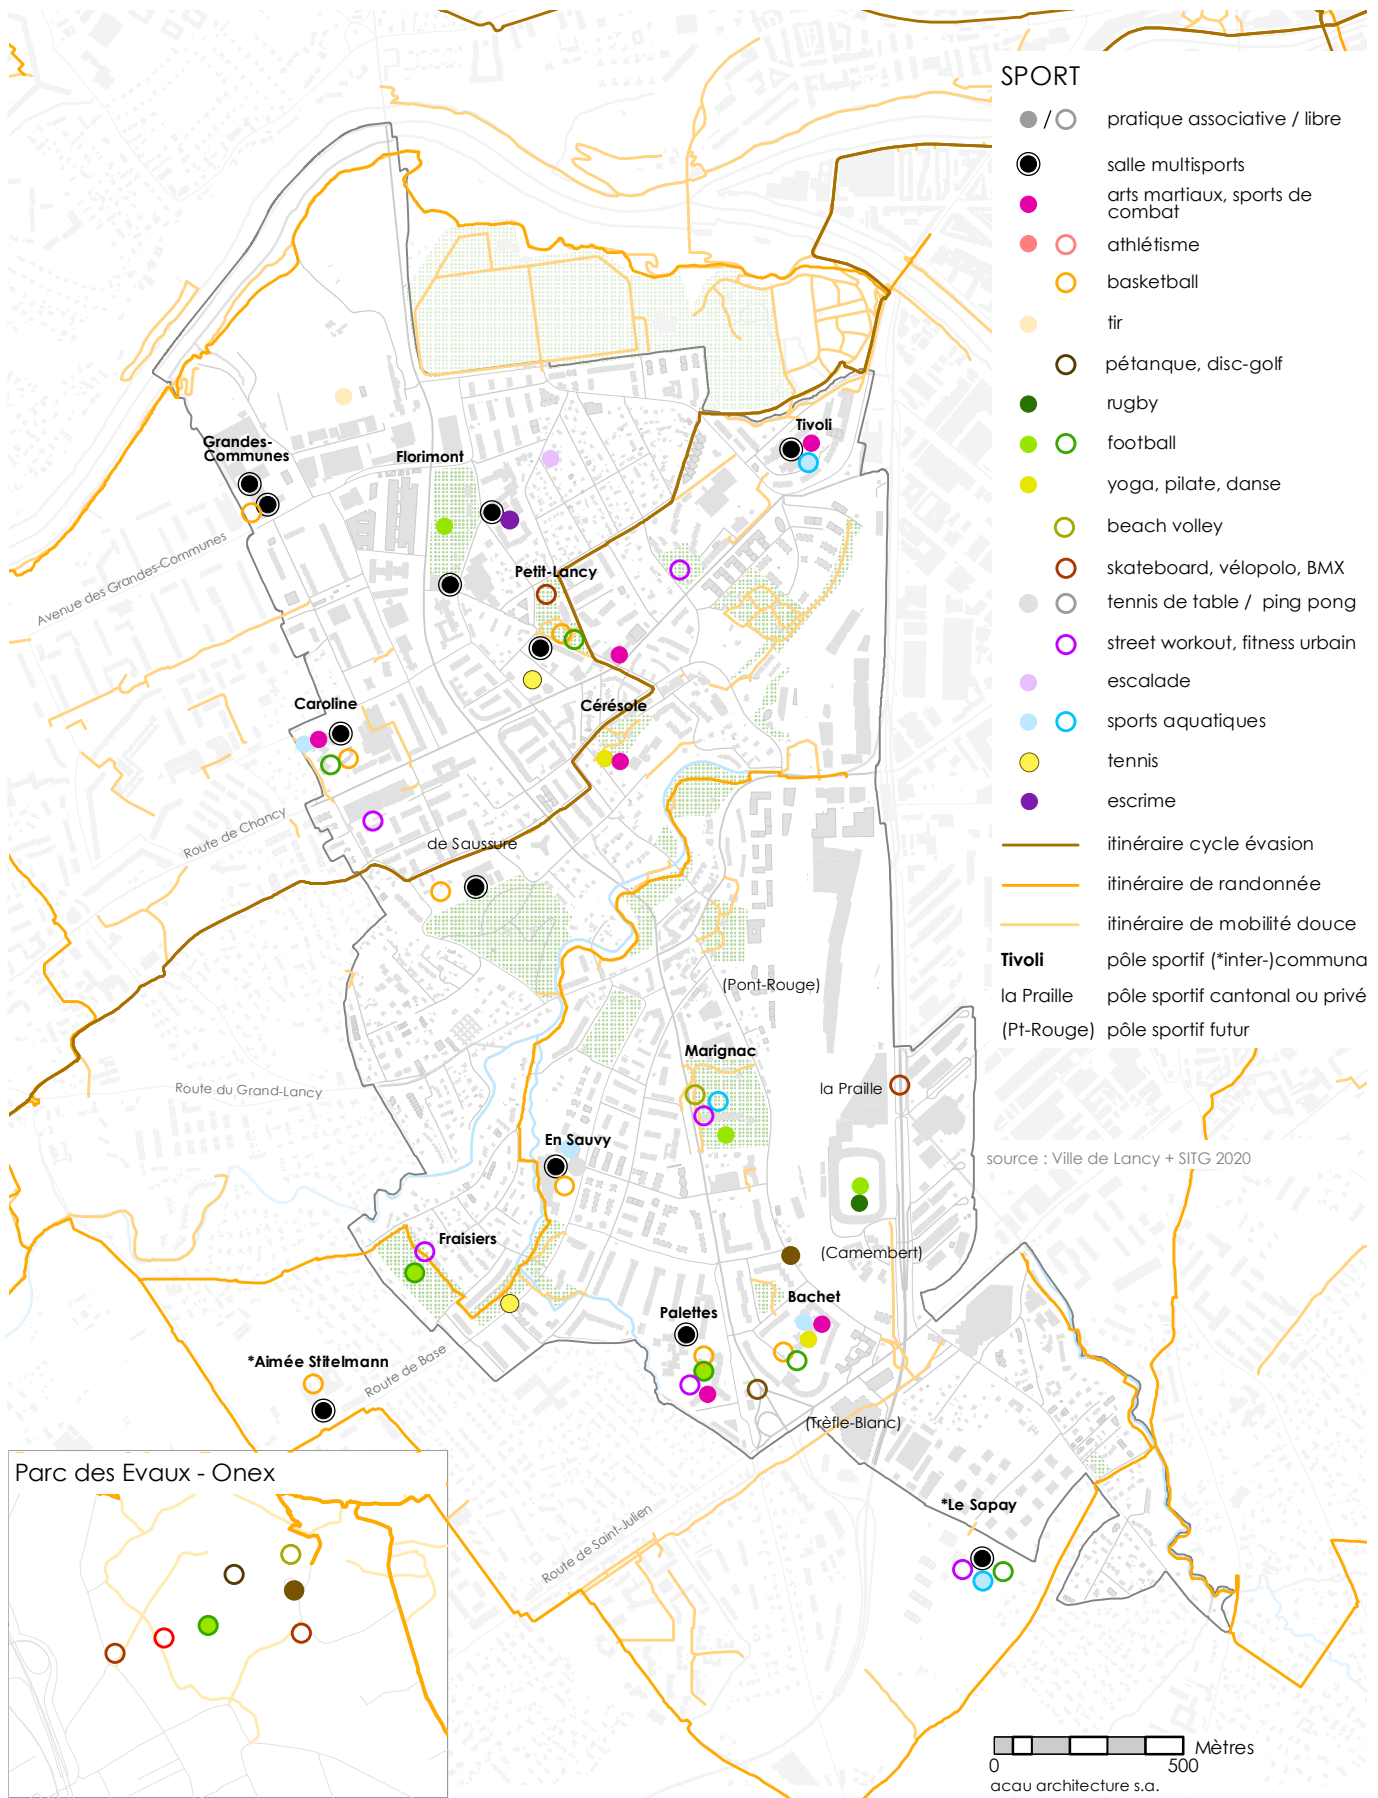 SPORT
/
pratique associative / libre
salle multisports
arts martiaux, sports de
combat
athlétisme
basketball
tir
pétanque, disc-golf
rugby
football
yoga, pilate, danse
beach volley
skateboard, vélopolo, BMX
tennis de table / ping pong
street workout, fitness urbain
escalade
sports aquatiques
tennis
escrime
itinéraire cycle évasion
itinéraire de randonnée
itinéraire de mobilité douce
Tivoli pôle sportif (*inter-)communa
la Praille pôle sportif cantonal ou privé
(Pt-Rouge) pôle sportif futur
Tivoli
Grandes-
Communes
Florimont
Avenue des Grandes-Communes
Petit-Lancy
Caroline
Cérésole
Route de Chancy
de Saussure
(Pont-Rouge)
Marignac
la Praille
Route du Grand-Lancy
En Sauvy
source : Ville de Lancy + SITG 2020
Fraisiers
(Camembert)
Bachet
Palettes
*Aimée Stitelmann
Route de Base
(Trèfle-Blanc)
Parc des Evaux - Onex
*Le Sapay
Route de Saint-Julien
Mètres
0 500
acau architecture s.a.